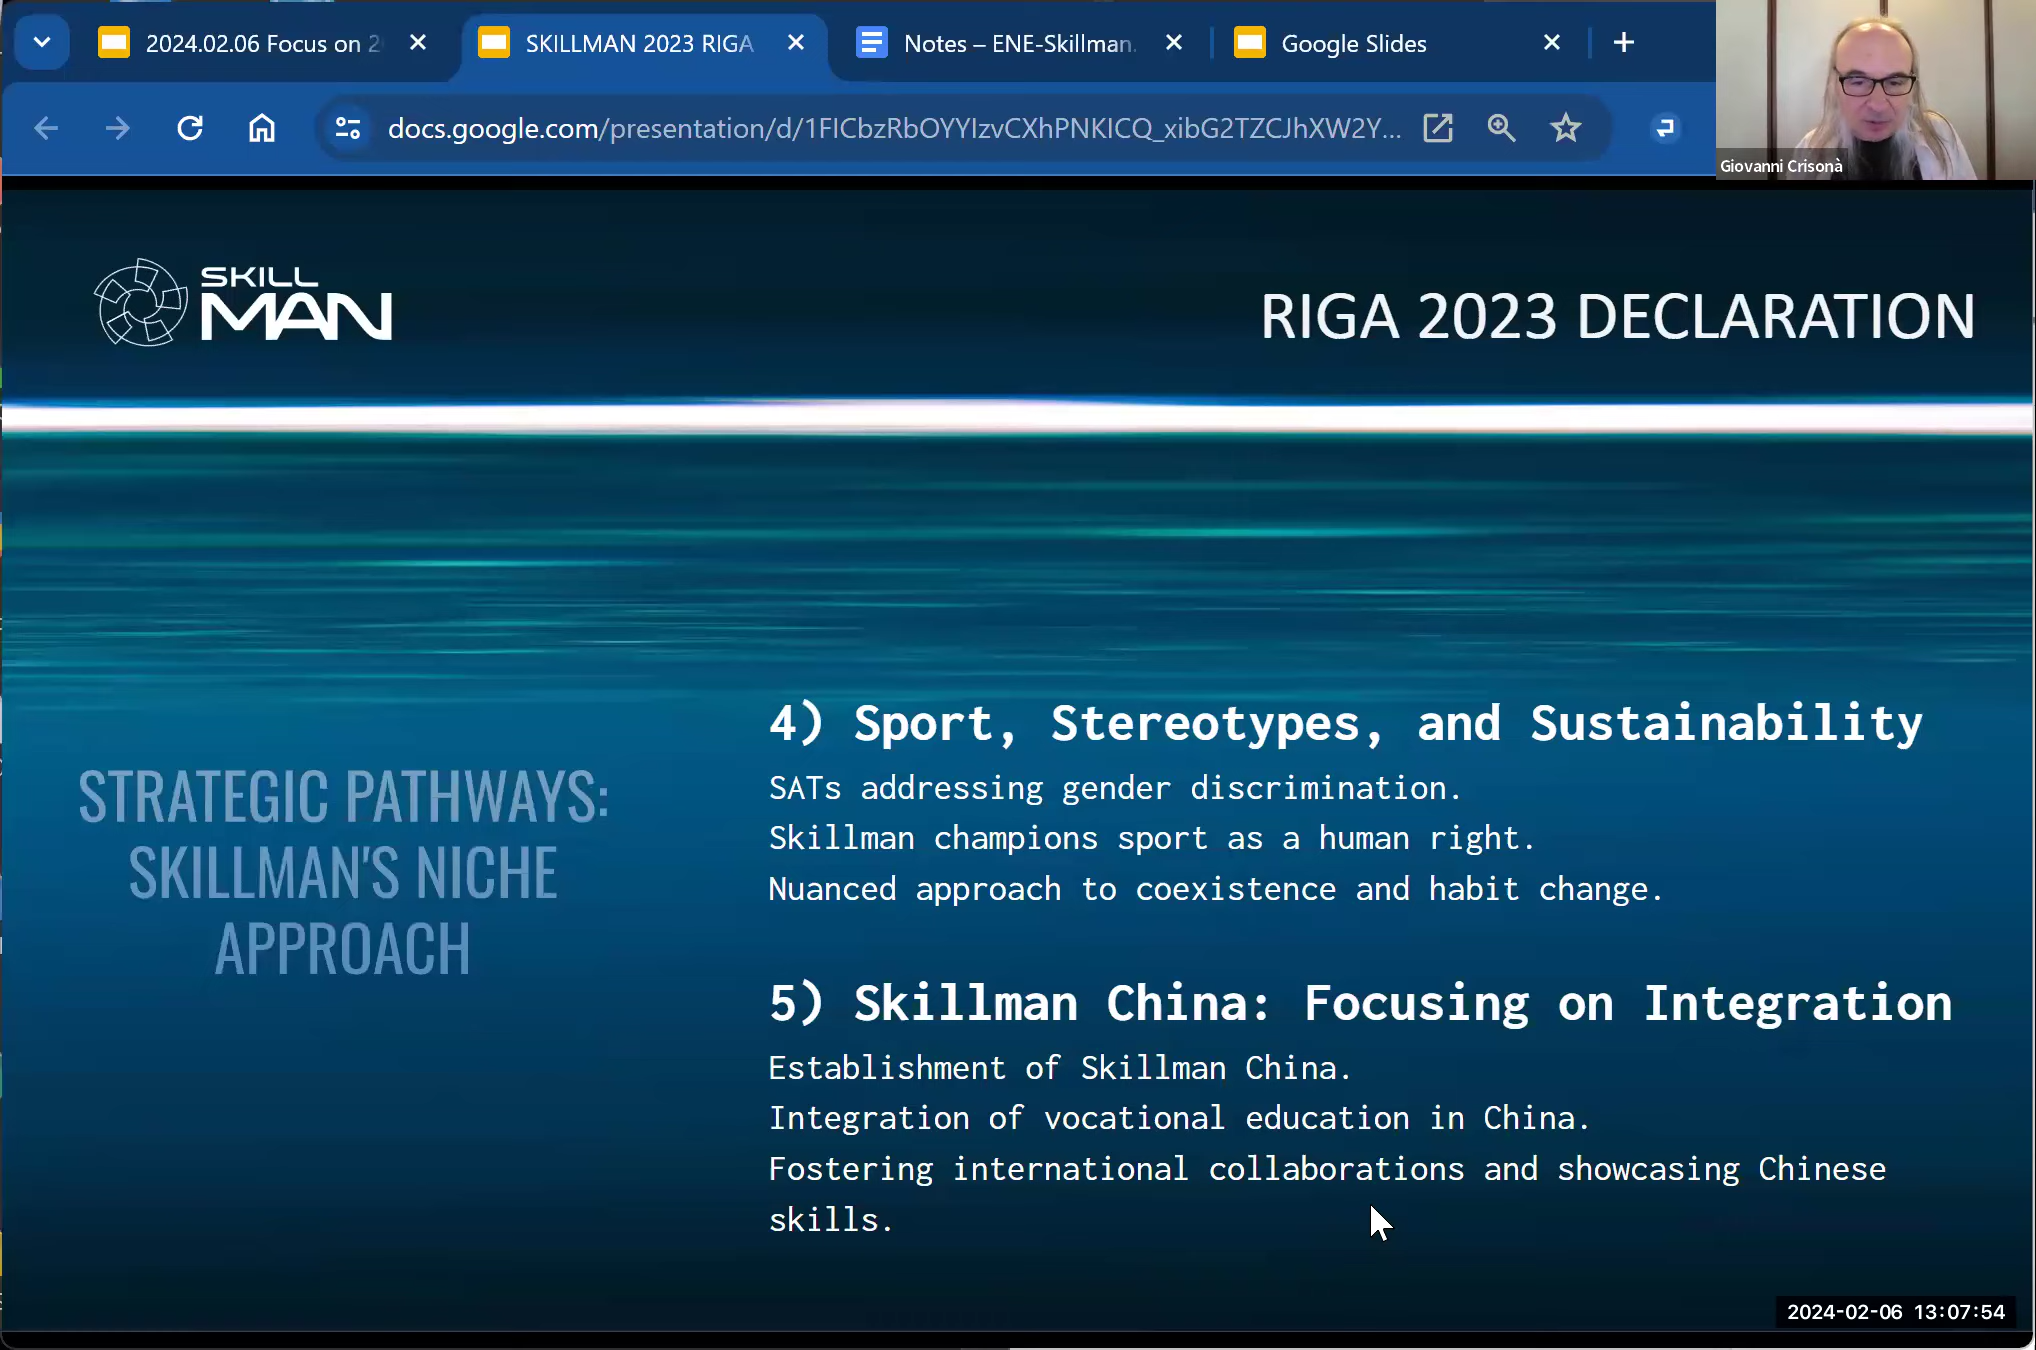 2024.02.06 Focus on 2
SKILLMAN 2023 RIGA
Notes – ENE-Skillman.
Google Slides
docs.google.com/presentation/d/1FICbzRbOYYIzvCXhPNKICQ_xibG2TZCJhXW2Y...
Giovanni Crisonà
SKILL
MAN
RIGA 2023 DECLARATION
STRATEGIC PATHWAYS:
SKILLMAN'S NICHE
APPROACH
4) Sport, Stereotypes, and Sustainability
SATs addressing gender discrimination.
Skillman champions sport as a human right.
Nuanced approach to coexistence and habit change.
5) Skillman China: Focusing on Integration
Establishment of Skillman China.
Integration of vocational education in China.
Fostering international collaborations and showcasing Chinese
skills.
2024-02-06 13:07:54